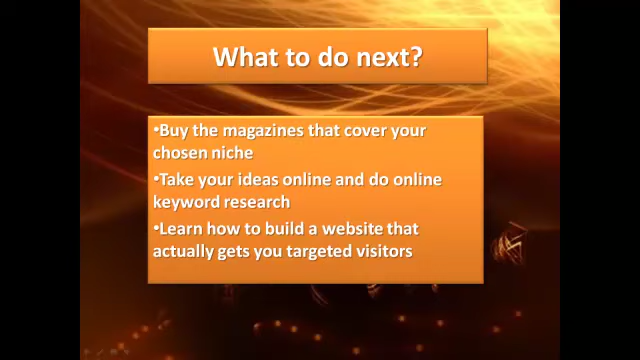 What to do next?
•Buy the magazines that cover your
chosen niche
•Take your ideas online and do online
keyword research
•Learn how to build a website that
actually gets you targeted visitors